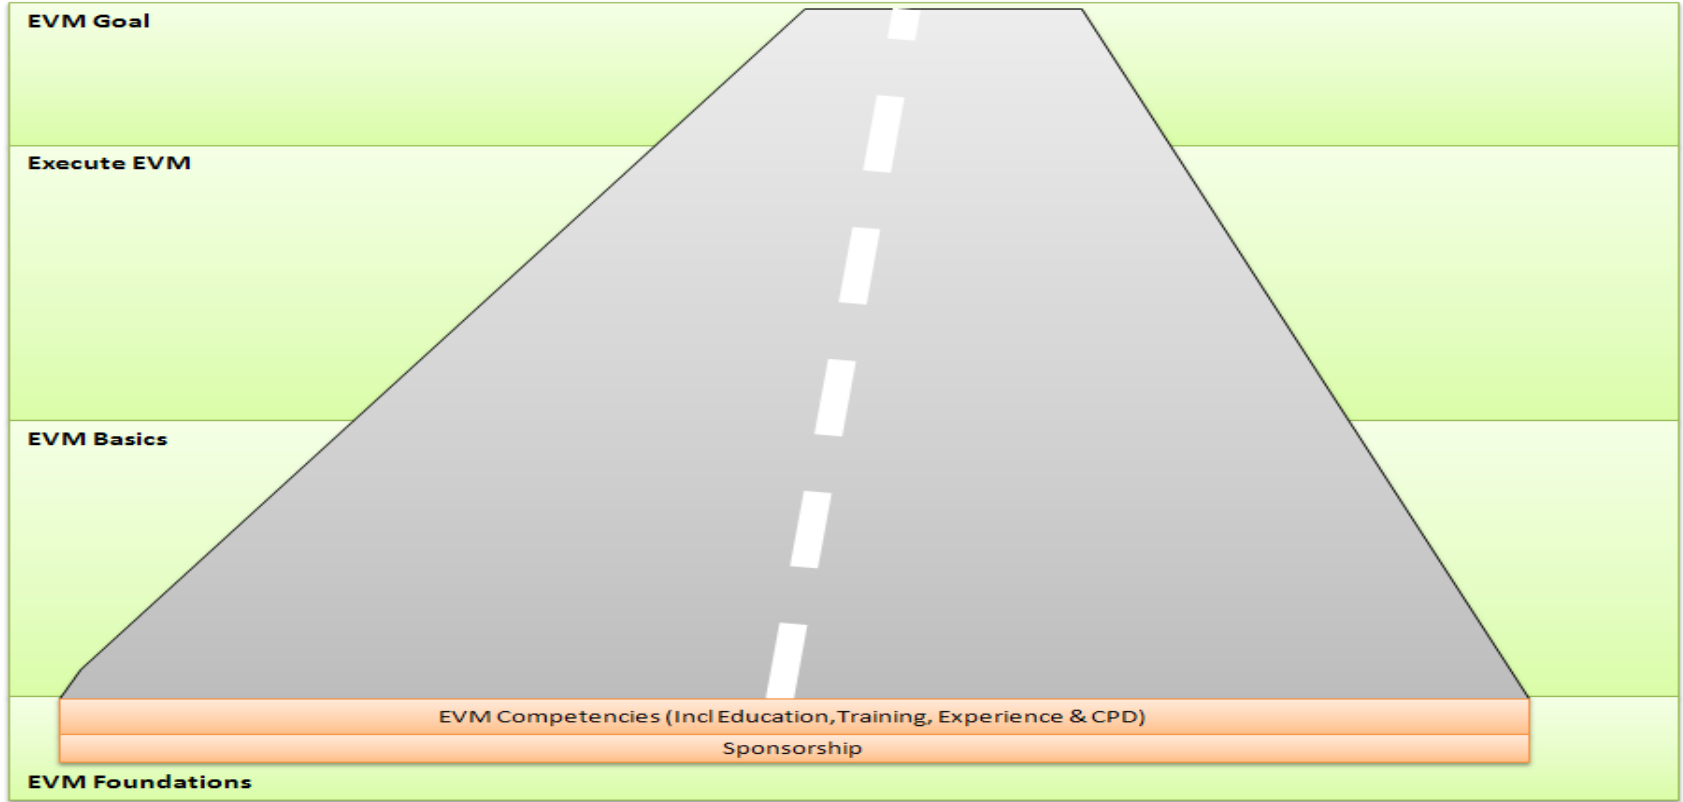 EVM Goal
Execute EVM
EVM Basics
EVM Competencies (Incl Education, Training, Experience & CPD)
Sponsorship
EVM Foundations